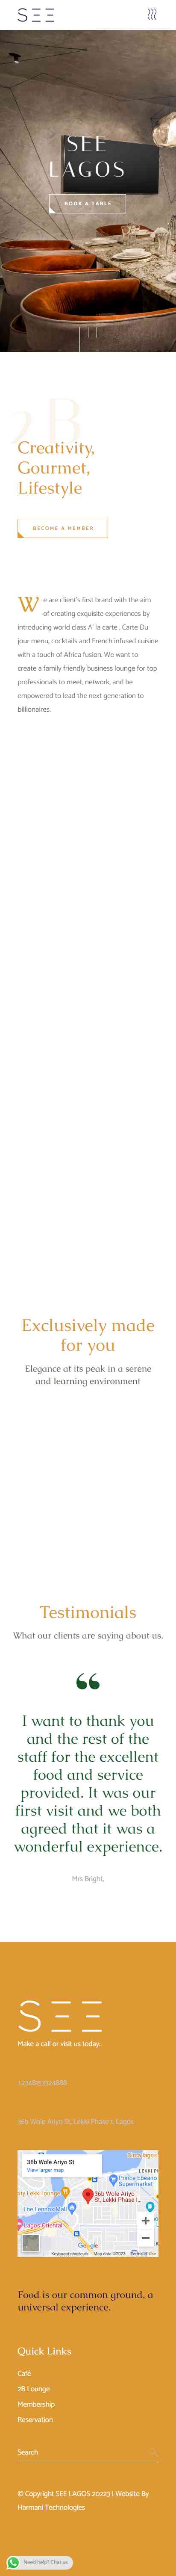 SEE
SEE
LAGOS
BOOK A TABLE
2B
Creativity,
Gourmet,
Lifestyle
BECOME A MEMBER
We are client's first brand with the aim
of creating exquisite experiences by
introducing world class A' la carte , Carte Du
jour menu, cocktails and French infused cuisine
with a touch of Africa fusion. We want to
create a family friendly business lounge for top
professionals to meet, network, and be
empowered to lead the next generation to
billionaires.
Exclusively made
for you
Elegance at its peak in a serene
and learning environment
Testimonials
What our clients are saying about us.
“
I want to thank you
and the rest of the
staff for the excellent
food and service
provided. It was our
first visit and we both
agreed that it was a
wonderful experience.
Mrs Bright,
SEE
Make a call or visit us today:
36b Wole Ariyo St, Lekki Phase 1, Lagos
36b Wole Ariyo St
View larger map
Prince Ebeano
Supermarket
36b Wole Ariyo
St, Lekki Phase I...
The Lennox Mall
Lagos Oriental
Google
Keyboard shortcuts
Map data ©2023
Terms of Use
Food is our common ground, a
universal experience.
Quick Links
Café
2B Lounge
Membership
Reservation
Search
© Copyright SEE LAGOS 20223 | Website By
Harmani Technologies
Need help? Chat us